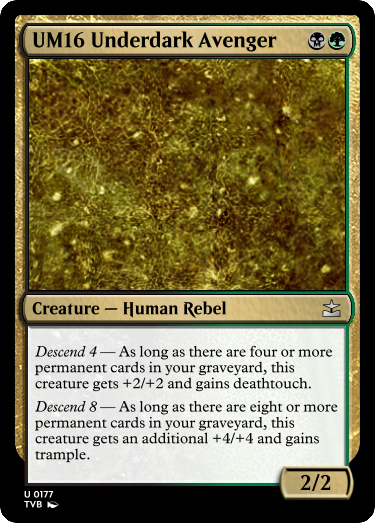 UM16 Underdark Avenger
Creature — Human Rebel
Descend 4 — As long as there are four or more
permanent cards in your graveyard, this
creature gets +2/+2 and gains deathtouch.
Descend 8 — As long as there are eight or more
permanent cards in your graveyard, this
creature gets an additional +4/+4 and gains
trample.
2/2
U 0177
TVB